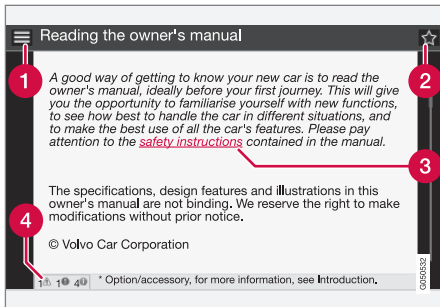 Reading the owner's manual
1
2
A good way of getting to know your new car is to read the
owner's manual, ideally before your first journey. This will give
you the opportunity to familiarise yourself with new functions,
to see how best to handle the car in different situations, and
to make the best use of all the car's features. Please pay
attention to the safety instructions contained in the manual.
3
The specifications, design features and illustrations in this
owner's manual are not binding. We reserve the right to make
modifications without prior notice.
4
© Volvo Car Corporation
1 1 4 * Option/accessory, for more information, see Introduction.
G050532